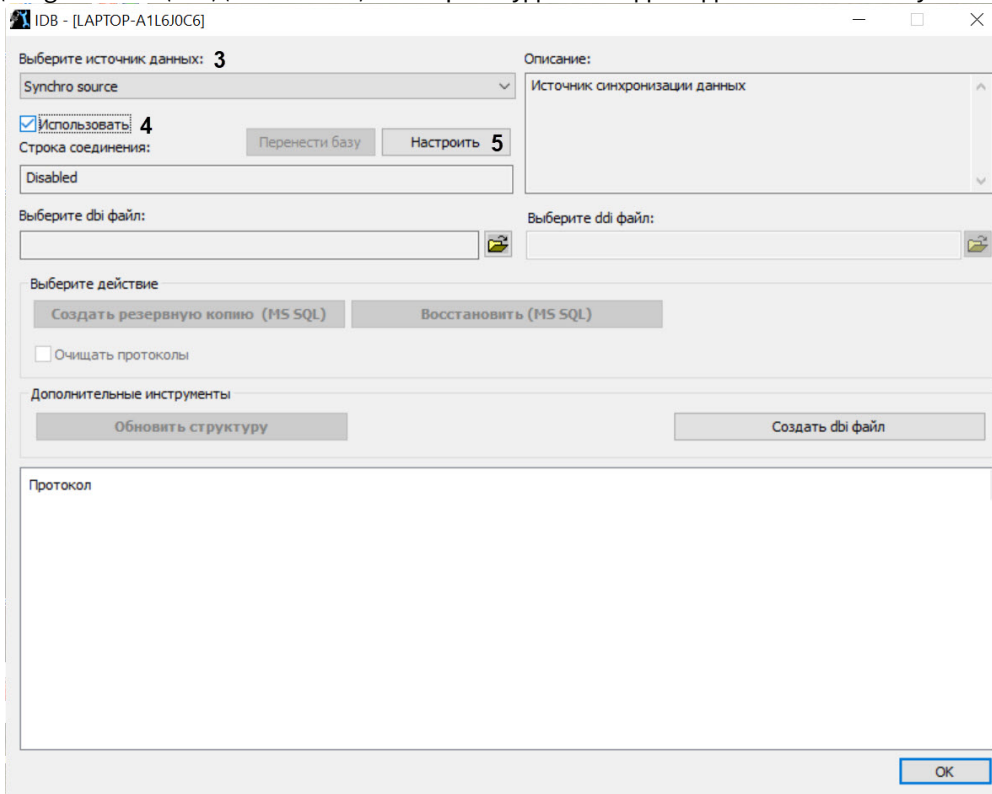 IDB - [LAPTOP-A1L6J0C6]
Выберите источник данных: 3
Описание:
Synchro source
Источник синхронизации данных
Использовать 4
Строка соединения:
Перенести базу
Настроить 5
Disabled
Выберите dbi файл:
Выберите ddi файл:
Выберите действие
Создать резервную копию (MS SQL)
Восстановить (MS SQL)
Очищать протоколы
Дополнительные инструменты
Обновить структуру
Создать dbi файл
Протокол
OK